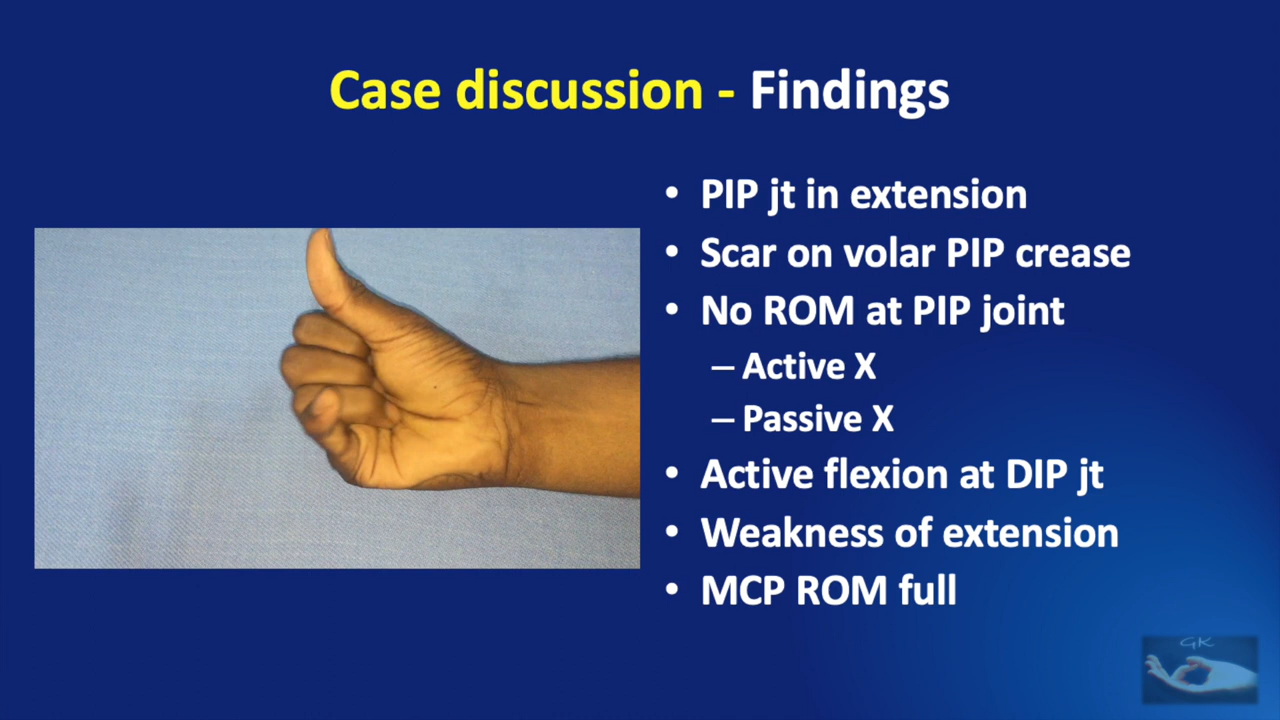 Case discussion - Findings
• PIP jt in extension
• Scar on volar PIP crease
• No ROM at PIP joint
– Active X
– Passive X
• Active flexion at DIP jt
• Weakness of extension
• MCP ROM full
GK